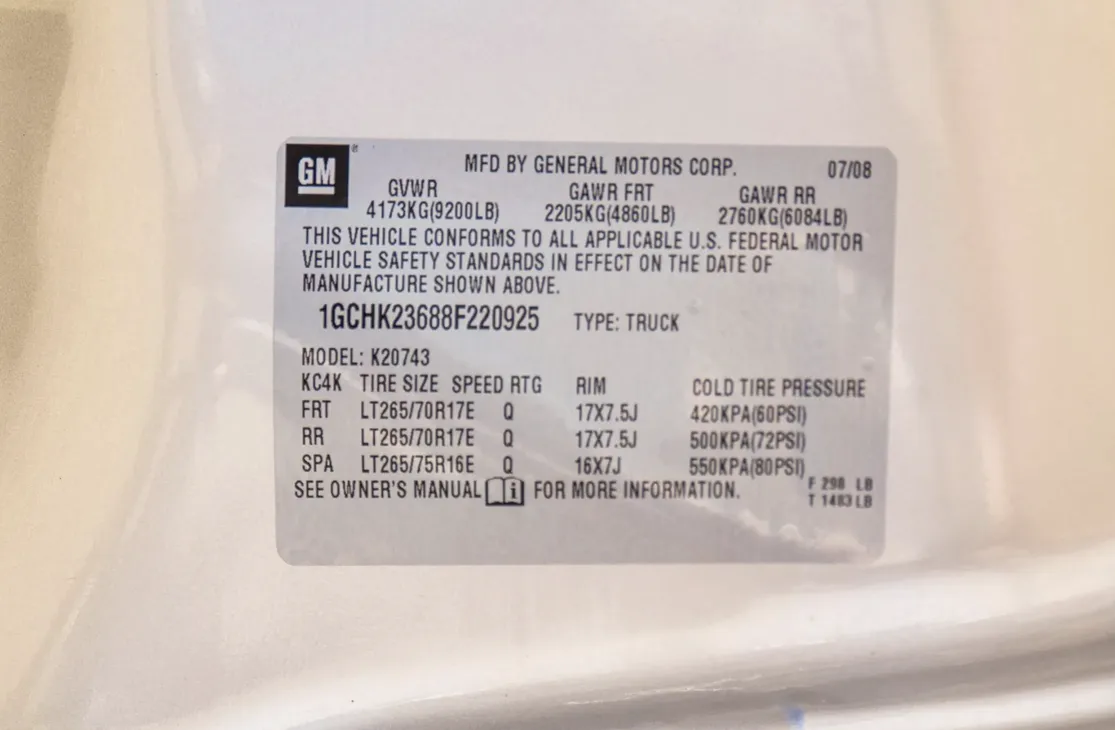 GM ®
MFD BY GENERAL MOTORS CORP. 07/08
GVWR GAWR FRT GAWR RR
4173KG(9200LB) 2205KG(4860LB) 2760KG(6084LB)
THIS VEHICLE CONFORMS TO ALL APPLICABLE U.S. FEDERAL MOTOR
VEHICLE SAFETY STANDARDS IN EFFECT ON THE DATE OF
MANUFACTURE SHOWN ABOVE.
1GCHK23688F220925 TYPE: TRUCK
MODEL: K20743
KC4K TIRE SIZE SPEED RTG RIM COLD TIRE PRESSURE
FRT LT265/70R17E Q 17X7.5J 420KPA(60PSI)
RR LT265/70R17E Q 17X7.5J 500KPA(72PSI)
SPA LT265/75R16E Q 16X7J 550KPA(80PSI)
SEE OWNER'S MANUAL i FOR MORE INFORMATION.
F 298 LB
T 1483 LB